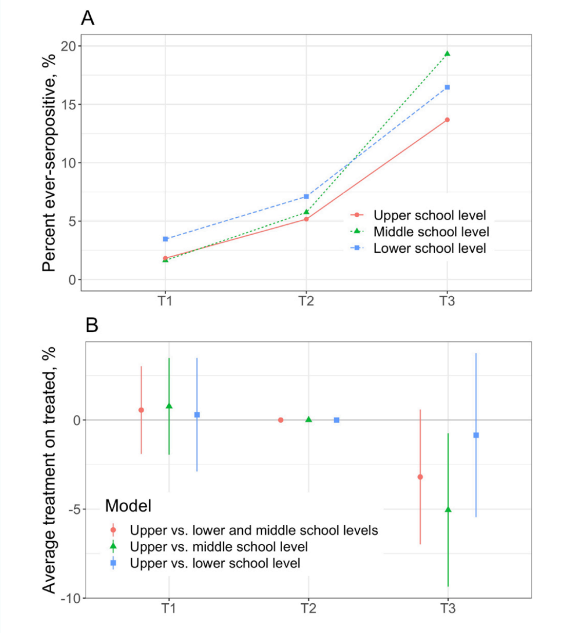 A
Percent ever-seropositive, %
20
15
10
5
0
Upper school level
Middle school level
Lower school level
T1 T2 T3
B
Average treatment on treated, %
0
-5
-10
Model
Upper vs. lower and middle school levels
Upper vs. middle school level
Upper vs. lower school level
T1 T2 T3